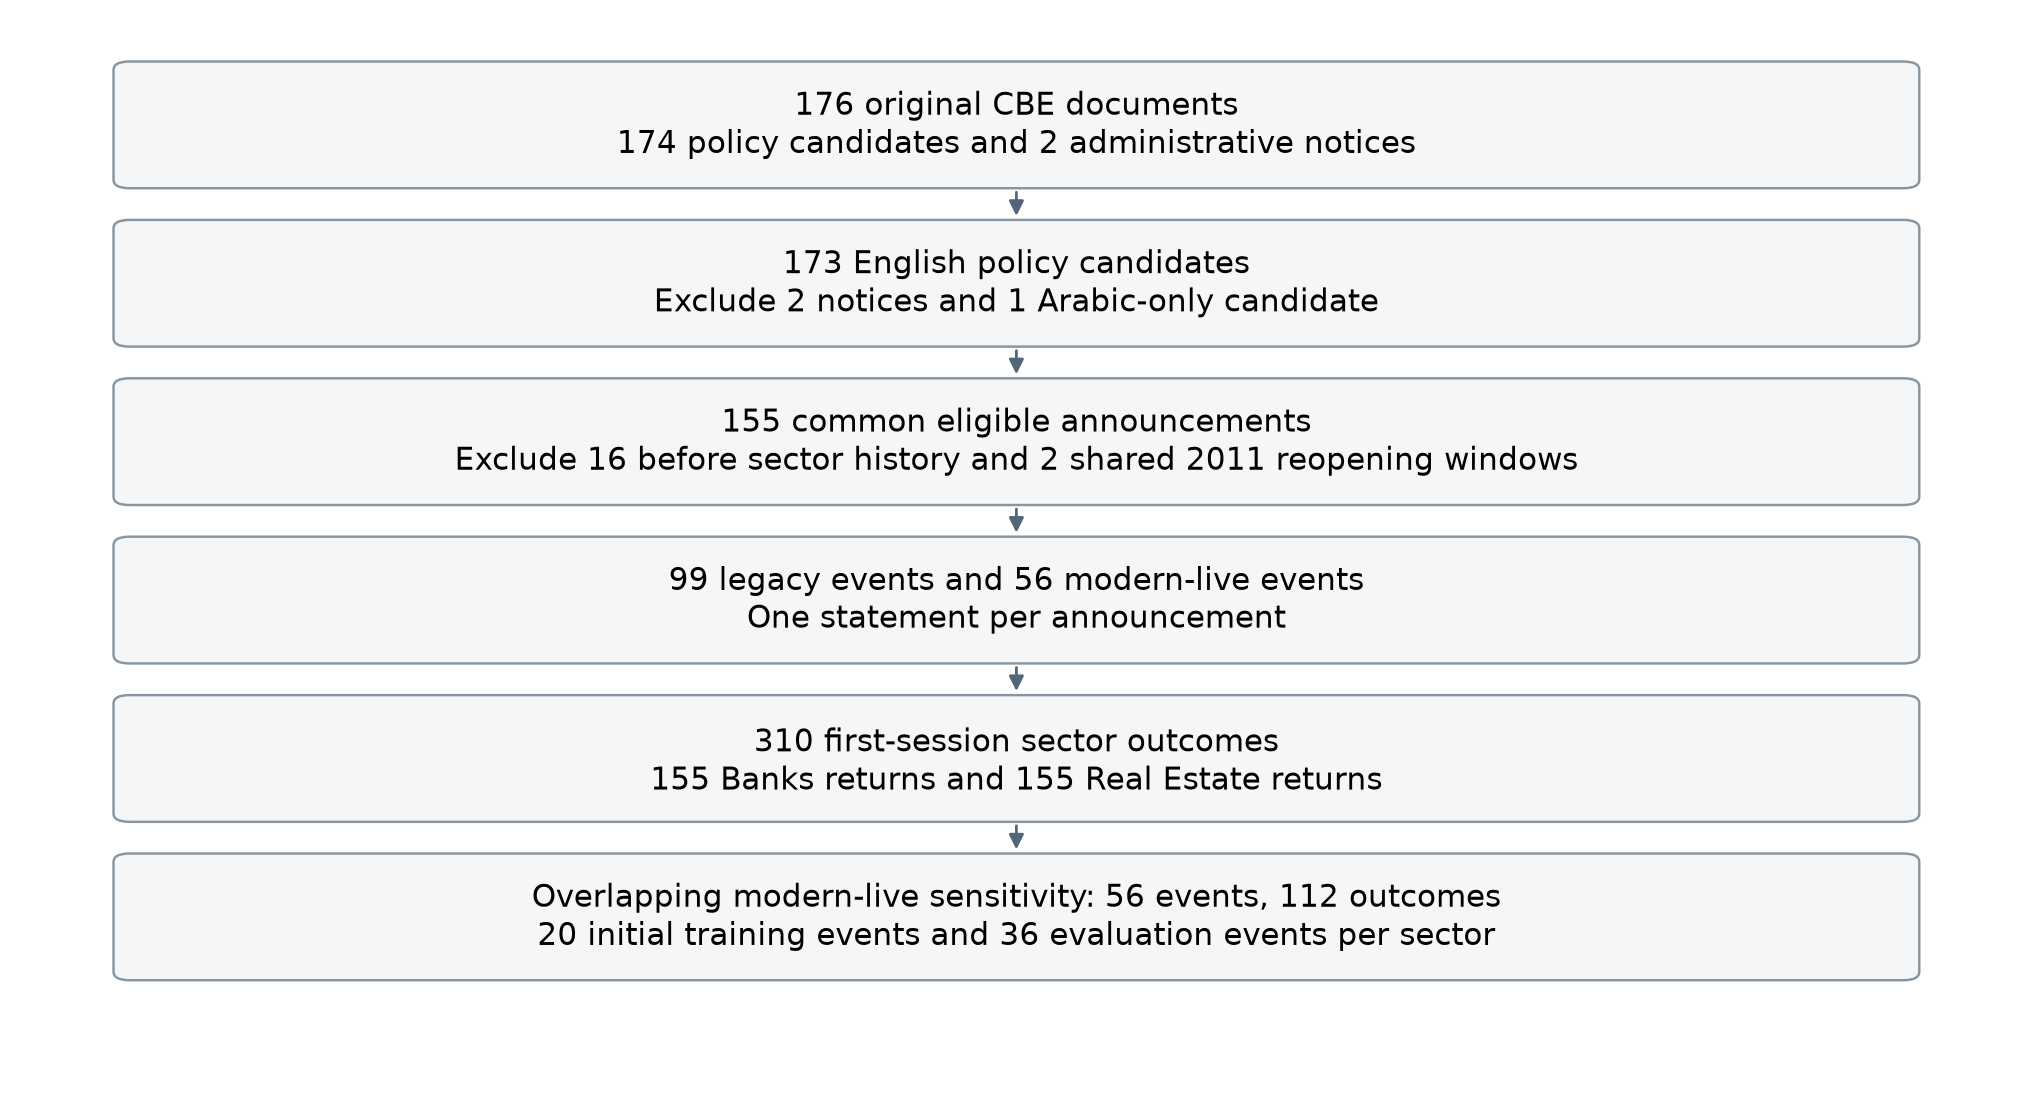 176 original CBE documents
174 policy candidates and 2 administrative notices
173 English policy candidates
Exclude 2 notices and 1 Arabic-only candidate
155 common eligible announcements
Exclude 16 before sector history and 2 shared 2011 reopening windows
99 legacy events and 56 modern-live events
One statement per announcement
310 first-session sector outcomes
155 Banks returns and 155 Real Estate returns
Overlapping modern-live sensitivity: 56 events, 112 outcomes
20 initial training events and 36 evaluation events per sector